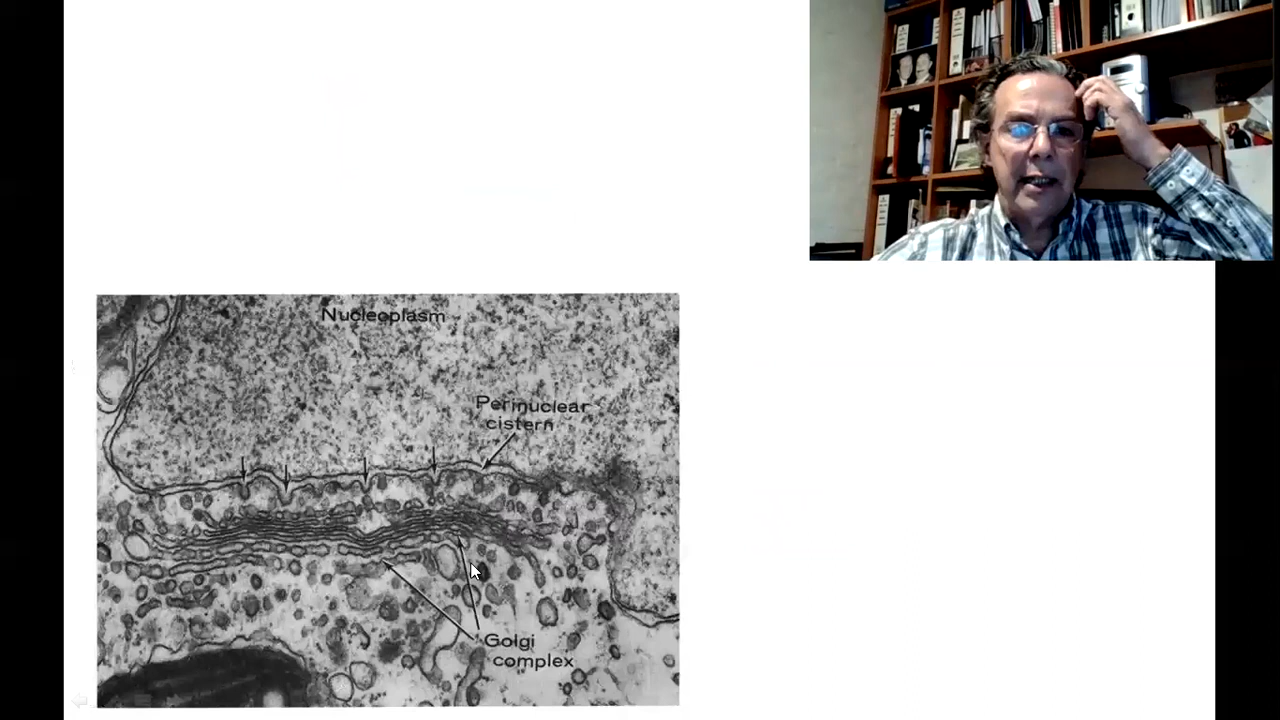 Nucleoplasm
Perinuclear
cistern
Golgi
complex